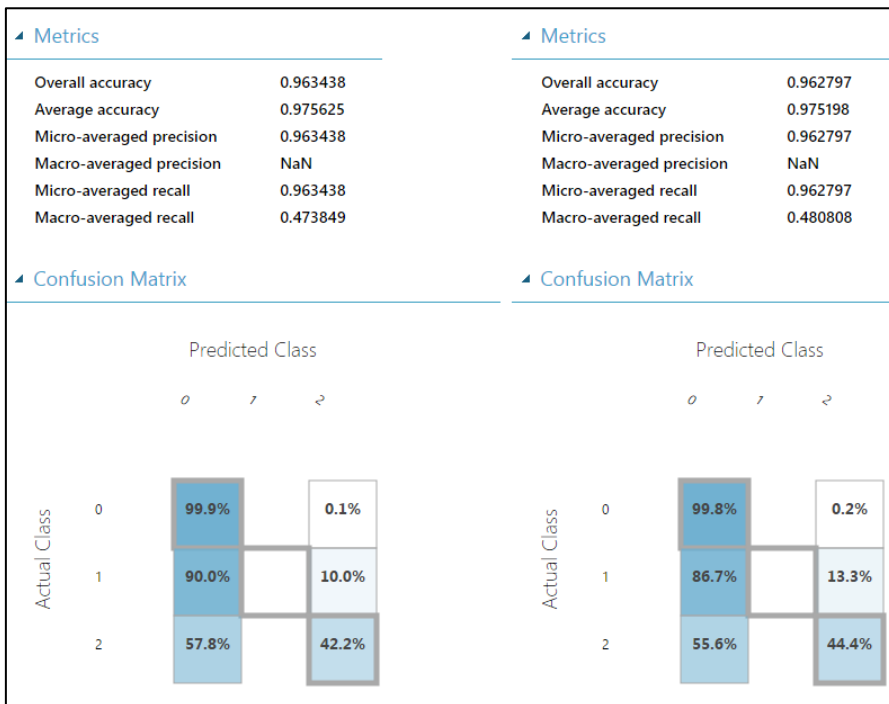 Metrics
Overall accuracy 0.963438
Average accuracy 0.975625
Micro-averaged precision 0.963438
Macro-averaged precision NaN
Micro-averaged recall 0.963438
Macro-averaged recall 0.473849
Confusion Matrix
Predicted Class
0 1 2
Actual Class
0 99.9% 0.1%
1 90.0% 10.0%
2 57.8% 42.2%
Metrics
Overall accuracy 0.962797
Average accuracy 0.975198
Micro-averaged precision 0.962797
Macro-averaged precision NaN
Micro-averaged recall 0.962797
Macro-averaged recall 0.480808
Confusion Matrix
Predicted Class
0 1 2
Actual Class
0 99.8% 0.2%
1 86.7% 13.3%
2 55.6% 44.4%